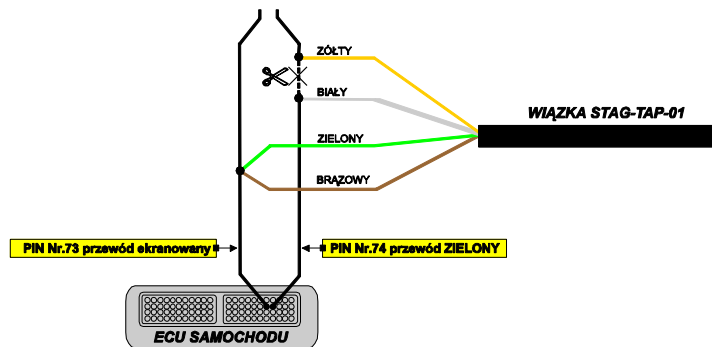 ZÓŁTY
BIAŁY
WIĄZKA STAG-TAP-01
ZIELONY
BRĄZOWY
PIN Nr.73 przewód ekranowany
PIN Nr.74 przewód ZIELONY
ECU SAMOCHODU